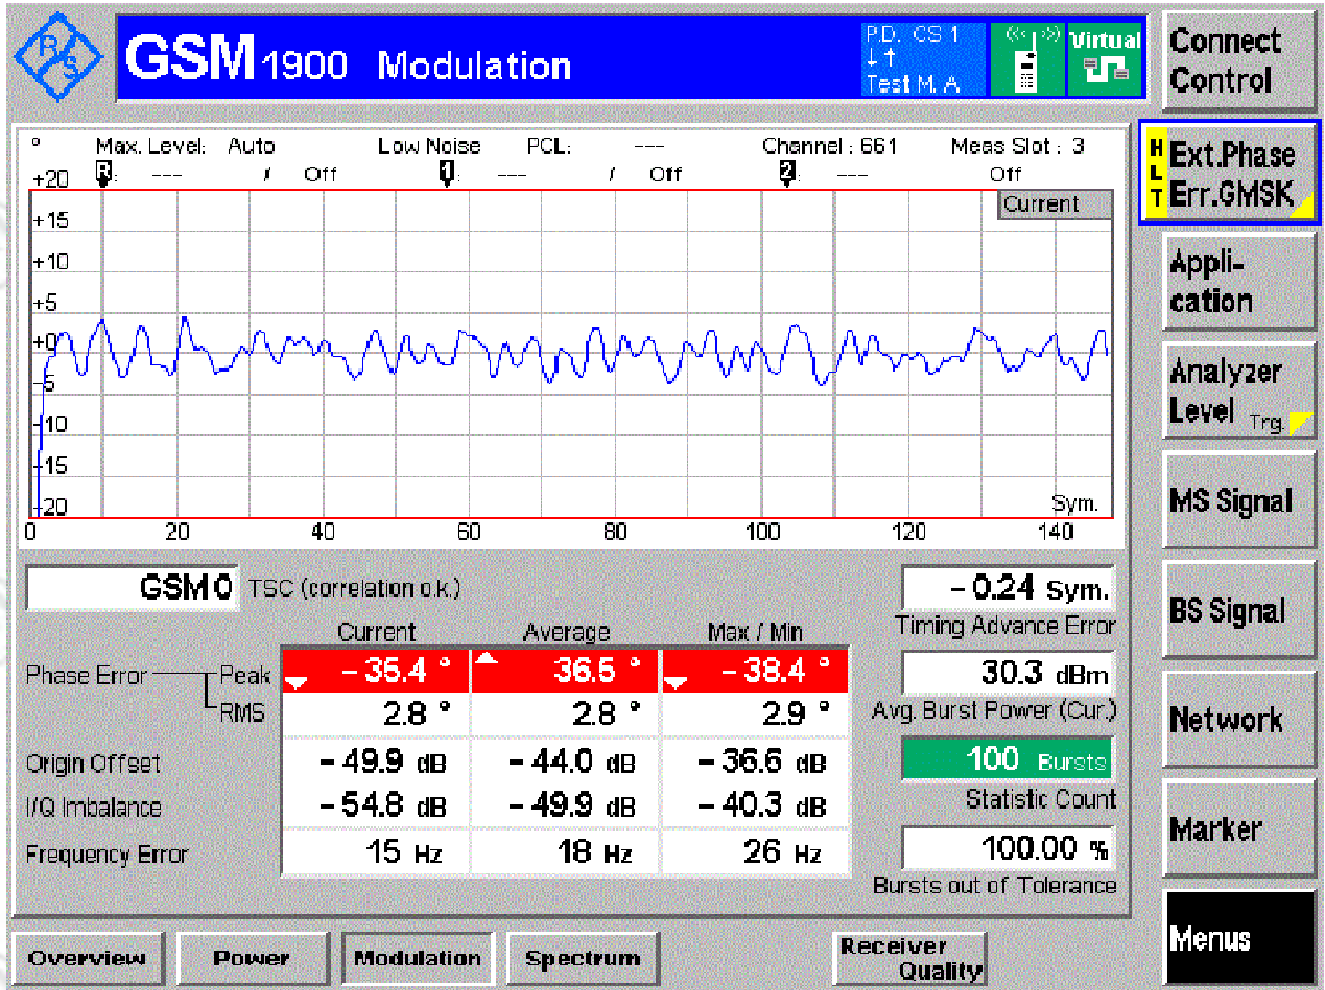 R&S
GSM 1900 Modulation
P.D. CS 1
Test M. A.
Virtual
Connect
Control
Max. Level: Auto Low Noise PCL: --- Channel : 661 Meas Slot : 3
R : --- / Off 1 : --- / Off 2 : --- Off
Current
+20
+15
+10
+5
+0
-5
-10
-15
-20
Sym.
0 20 40 60 80 100 120 140
HLT
Ext.Phase
Err.GMSK
Appli-
cation
Analyzer
Level Trg.
MS Signal
BS Signal
Network
Marker
Menus
GSM 0 TSC (correlation o.k.)
- 0.24 Sym.
Timing Advance Error
Current Average Max / Min
Phase Error Peak - 35.4 ° 36.5 ° - 38.4 °
RMS 2.8 ° 2.8 ° 2.9 °
30.3 dBm
Avg. Burst Power (Cur.)
Origin Offset - 49.9 dB - 44.0 dB - 36.6 dB
100 Bursts
Statistic Count
I/Q Imbalance - 54.8 dB - 49.9 dB - 40.3 dB
Frequency Error 15 Hz 18 Hz 26 Hz
100.00 %
Bursts out of Tolerance
Overview Power Modulation Spectrum
Receiver
Quality